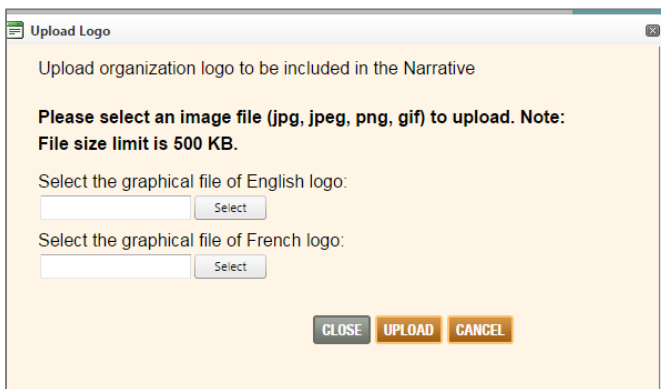 Upload Logo
Upload organization logo to be included in the Narrative
Please select an image file (jpg, jpeg, png, gif) to upload. Note:
File size limit is 500 KB.
Select the graphical file of English logo:
Select
Select the graphical file of French logo:
Select
CLOSE UPLOAD CANCEL